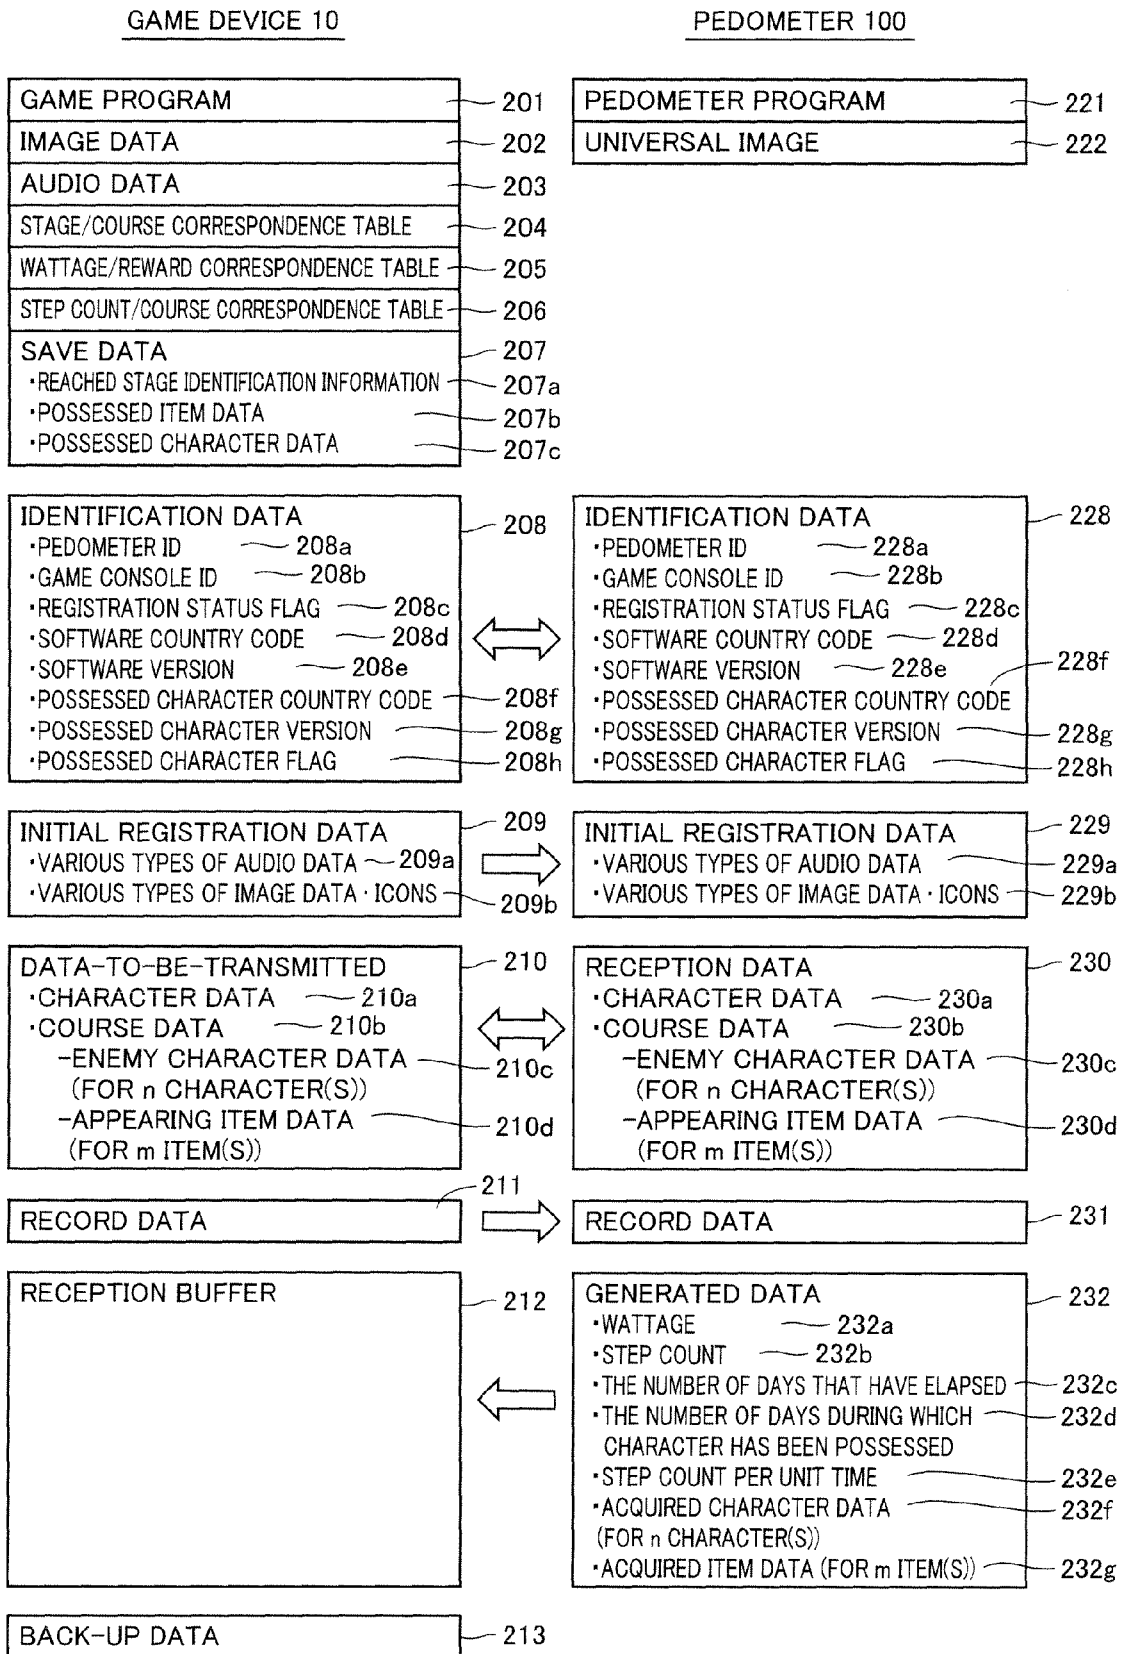 GAME DEVICE 10
GAME PROGRAM 201
IMAGE DATA 202
AUDIO DATA 203
STAGE/COURSE CORRESPONDENCE TABLE 204
WATTAGE/REWARD CORRESPONDENCE TABLE 205
STEP COUNT/COURSE CORRESPONDENCE TABLE 206
SAVE DATA 207
·REACHED STAGE IDENTIFICATION INFORMATION 207a
·POSSESSED ITEM DATA 207b
·POSSESSED CHARACTER DATA 207c
IDENTIFICATION DATA 208
·PEDOMETER ID 208a
·GAME CONSOLE ID 208b
·REGISTRATION STATUS FLAG 208c
·SOFTWARE COUNTRY CODE 208d
·SOFTWARE VERSION 208e
·POSSESSED CHARACTER COUNTRY CODE 208f
·POSSESSED CHARACTER VERSION 208g
·POSSESSED CHARACTER FLAG 208h
INITIAL REGISTRATION DATA 209
·VARIOUS TYPES OF AUDIO DATA 209a
·VARIOUS TYPES OF IMAGE DATA · ICONS 209b
DATA-TO-BE-TRANSMITTED 210
·CHARACTER DATA 210a
·COURSE DATA 210b
-ENEMY CHARACTER DATA 210c
(FOR n CHARACTER(S))
-APPEARING ITEM DATA 210d
(FOR m ITEM(S))
RECORD DATA 211
RECEPTION BUFFER 212
BACK-UP DATA 213
PEDOMETER 100
PEDOMETER PROGRAM 221
UNIVERSAL IMAGE 222
IDENTIFICATION DATA 228
·PEDOMETER ID 228a
·GAME CONSOLE ID 228b
·REGISTRATION STATUS FLAG 228c
·SOFTWARE COUNTRY CODE 228d
·SOFTWARE VERSION 228e
·POSSESSED CHARACTER COUNTRY CODE 228f
·POSSESSED CHARACTER VERSION 228g
·POSSESSED CHARACTER FLAG 228h
INITIAL REGISTRATION DATA 229
·VARIOUS TYPES OF AUDIO DATA 229a
·VARIOUS TYPES OF IMAGE DATA · ICONS 229b
RECEPTION DATA 230
·CHARACTER DATA 230a
·COURSE DATA 230b
-ENEMY CHARACTER DATA 230c
(FOR n CHARACTER(S))
-APPEARING ITEM DATA 230d
(FOR m ITEM(S))
RECORD DATA 231
GENERATED DATA 232
·WATTAGE 232a
·STEP COUNT 232b
·THE NUMBER OF DAYS THAT HAVE ELAPSED 232c
·THE NUMBER OF DAYS DURING WHICH 232d
CHARACTER HAS BEEN POSSESSED
·STEP COUNT PER UNIT TIME 232e
·ACQUIRED CHARACTER DATA 232f
(FOR n CHARACTER(S))
·ACQUIRED ITEM DATA (FOR m ITEM(S)) 232g